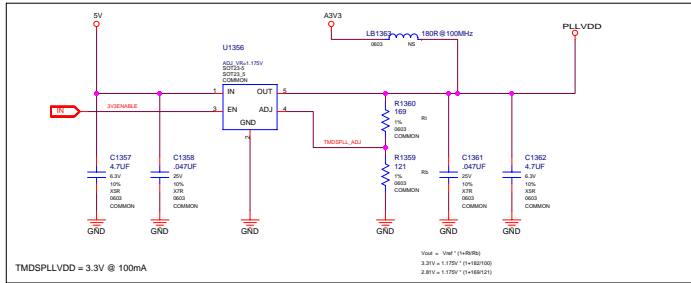 5V
A3V3
PLLVDD
LB1363
180R@100MHz
0603
NS
U1356
ADJ_VR=1.175V
SOT23-5
SOT23_5
COMMON
1
IN
OUT
5
IN
3V3ENABLE
3
EN
ADJ
4
GND
2
TMDSPLL_ADJ
R1360
169
Rt
1%
0603
COMMON
R1359
121
Rb
1%
0603
COMMON
C1357
4.7UF
6.3V
10%
X5R
0603
COMMON
C1358
.047UF
25V
10%
X7R
0603
COMMON
C1361
.047UF
25V
10%
X7R
0603
COMMON
C1362
4.7UF
6.3V
10%
X5R
0603
COMMON
GND
GND
GND
GND
GND
GND
Vout = Vref * (1+Rt/Rb)
3.31V = 1.175V * (1+182/100)
2.81V = 1.175V * (1+169/121)
TMDSPLLVDD = 3.3V @ 100mA